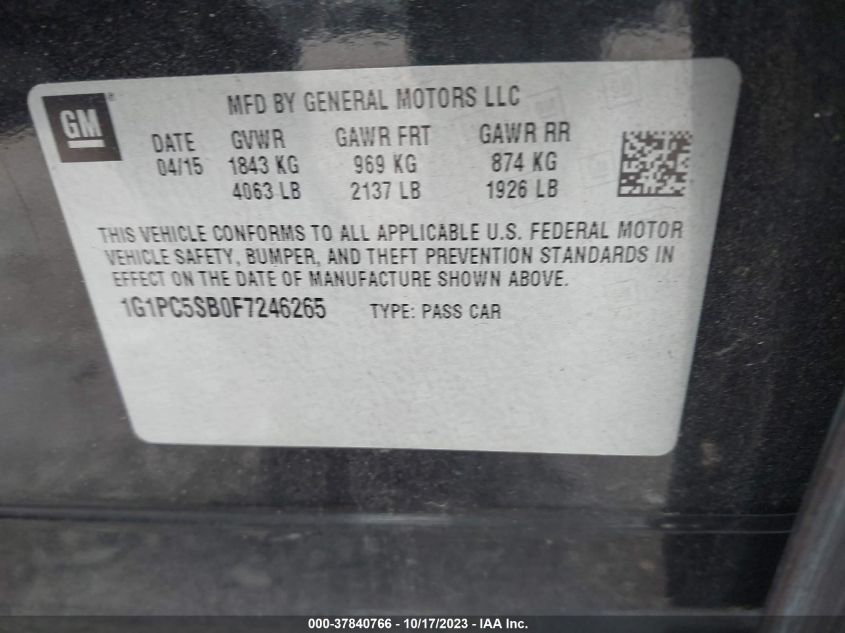 GM
MFD BY GENERAL MOTORS LLC
DATE GVWR GAWR FRT GAWR RR
04/15 1843 KG 969 KG 874 KG
4063 LB 2137 LB 1926 LB
THIS VEHICLE CONFORMS TO ALL APPLICABLE U.S. FEDERAL MOTOR
VEHICLE SAFETY, BUMPER, AND THEFT PREVENTION STANDARDS IN
EFFECT ON THE DATE OF MANUFACTURE SHOWN ABOVE.
1G1PC5SB0F7246265 TYPE: PASS CAR
000-37840766 - 10/17/2023 - IAA Inc.